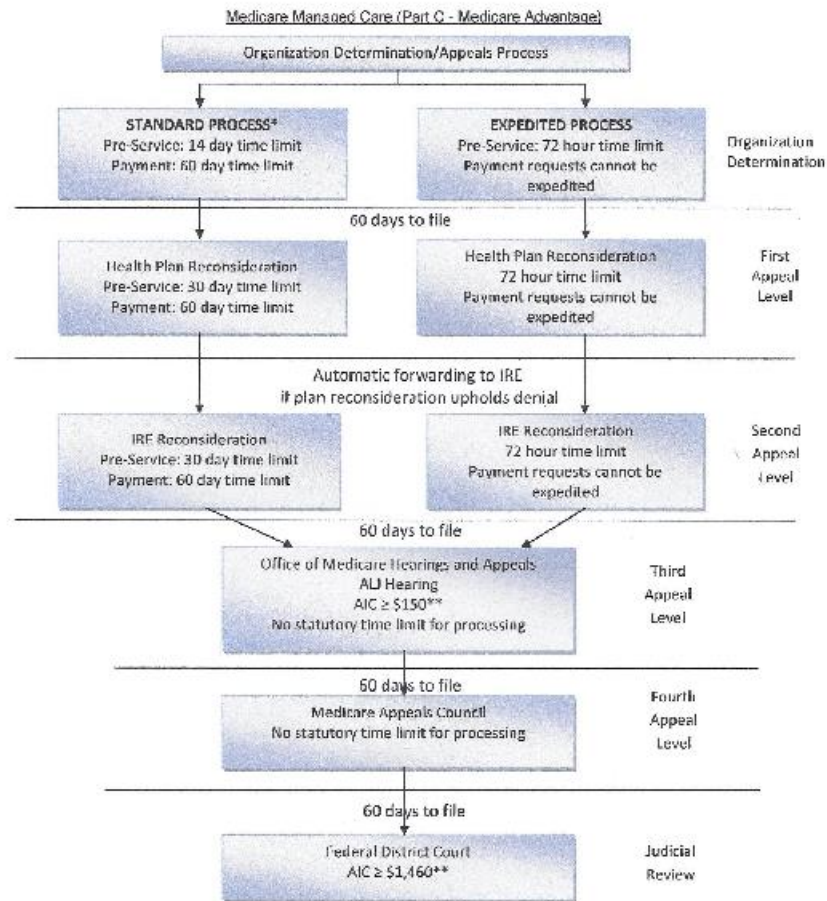 Medicare Managed Care (Part C - Medicare Advantage)
Organization Determination/Appeals Process
STANDARD PROCESS*
Pre-Service: 14 day time limit
Payment: 60 day time limit
EXPEDITED PROCESS
Pre-Service: 72 hour time limit
Payment requests cannot be
expedited
Organization
Determination
60 days to file
Health Plan Reconsideration
Pre-Service: 30 day time limit
Payment: 60 day time limit
Health Plan Reconsideration
72 hour time limit
Payment requests cannot be
expedited
First
Appeal
Level
Automatic forwarding to IRE
if plan reconsideration upholds denial
IRE Reconsideration
Pre-Service: 30 day time limit
Payment: 60 day time limit
IRE Reconsideration
72 hour time limit
Payment requests cannot be
expedited
Second
Appeal
Level
60 days to file
Office of Medicare Hearings and Appeals
ALJ Hearing
AIC ≥ $150**
No statutory time limit for processing
Third
Appeal
Level
60 days to file
Medicare Appeals Council
No statutory time limit for processing
Fourth
Appeal
Level
60 days to file
Federal District Court
AIC ≥ $1,460**
Judicial
Review